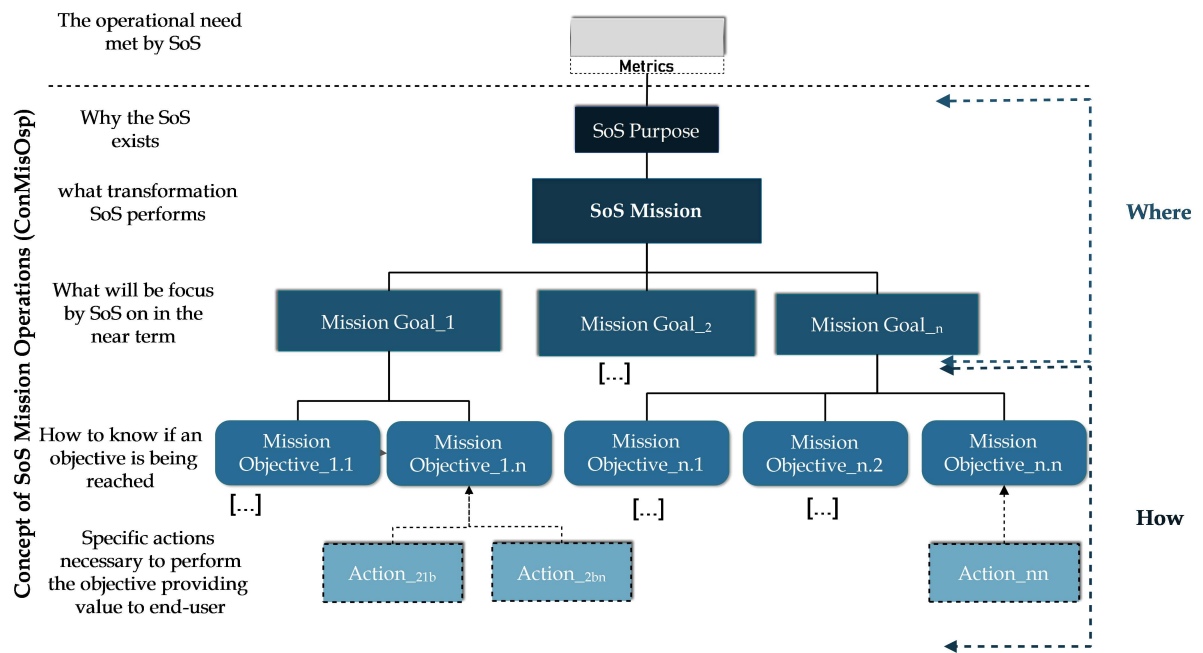 The operational need
met by SoS
Metrics
Concept of SoS Mission Operations (ConMisOsp)
Why the SoS
exists
SoS Purpose
what transformation
SoS performs
SoS Mission
Where
What will be focus
by SoS on in the
near term
Mission Goal_1
Mission Goal_2
Mission Goal_n
[...]
How to know if an
objective is being
reached
Mission
Objective_1.1
Mission
Objective_1.n
Mission
Objective_n.1
Mission
Objective_n.2
Mission
Objective_n.n
[...]
[...]
[...]
How
Specific actions
necessary to perform
the objective providing
value to end-user
Action_21b
Action_2bn
Action_nn